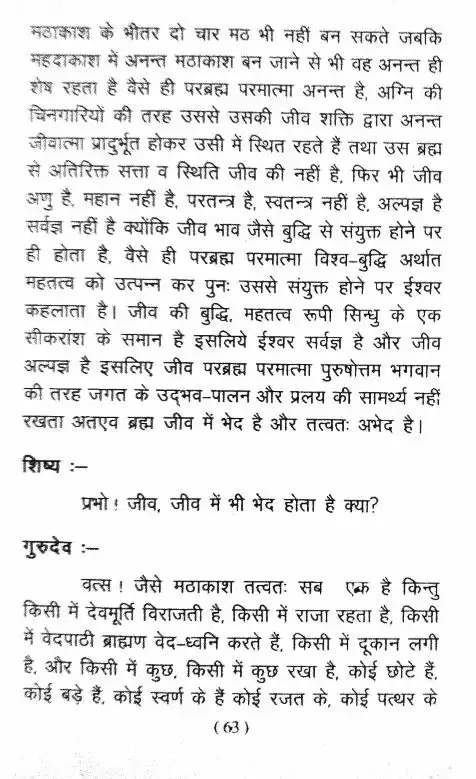 मठाकाश के भीतर दो चार मठ भी नहीं बन सकते जबकि
महदाकाश में अनन्त मठाकाश बन जाने से भी वह अनन्त ही
शेष रहता है वैसे ही परब्रह्म परमात्मा अनन्त है, अग्नि की
चिनगारियों की तरह उससे उसकी जीव शक्ति द्वारा अनन्त
जीवात्मा प्रादुर्भूत होकर उसी में स्थित रहते हैं तथा उस ब्रह्म
से अतिरिक्त सत्ता व स्थिति जीव की नहीं है, फिर भी जीव
अणु है, महान नहीं है, परतन्त्र है, स्वतन्त्र नहीं है, अल्पज्ञ है
सर्वज्ञ नहीं है क्योंकि जीव भाव जैसे बुद्धि से संयुक्त होने पर
ही होता है, वैसे ही परब्रह्म परमात्मा विश्व-बुद्धि अर्थात
महतत्व को उत्पन्न कर पुनः उससे संयुक्त होने पर ईश्वर
कहलाता है। जीव की बुद्धि, महतत्व रूपी सिन्धु के एक
सीकरांश के समान है इसलिये ईश्वर सर्वज्ञ है और जीव
अल्पज्ञ है इसलिए जीव परब्रह्म परमात्मा पुरुषोत्तम भगवान
की तरह जगत के उद्‌भव-पालन और प्रलय की सामर्थ्य नहीं
रखता अतएव ब्रह्म जीव में भेद है और तत्वतः अभेद है।
शिष्य :–
प्रभो ! जीव, जीव में भी भेद होता है क्या?
गुरुदेव :–
वत्स ! जैसे मठाकाश तत्वतः सब एक है किन्तु
किसी में देवमूर्ति विराजती है, किसी में राजा रहता है, किसी
में वेदपाठी ब्राह्मण वेद-ध्वनि करते हैं, किसी में दूकान लगी
है, और किसी में कुछ, किसी में कुछ रखा है, कोई छोटे हैं,
कोई बड़े हैं, कोई स्वर्ण के हैं कोई रजत के, कोई पत्थर के
(63)